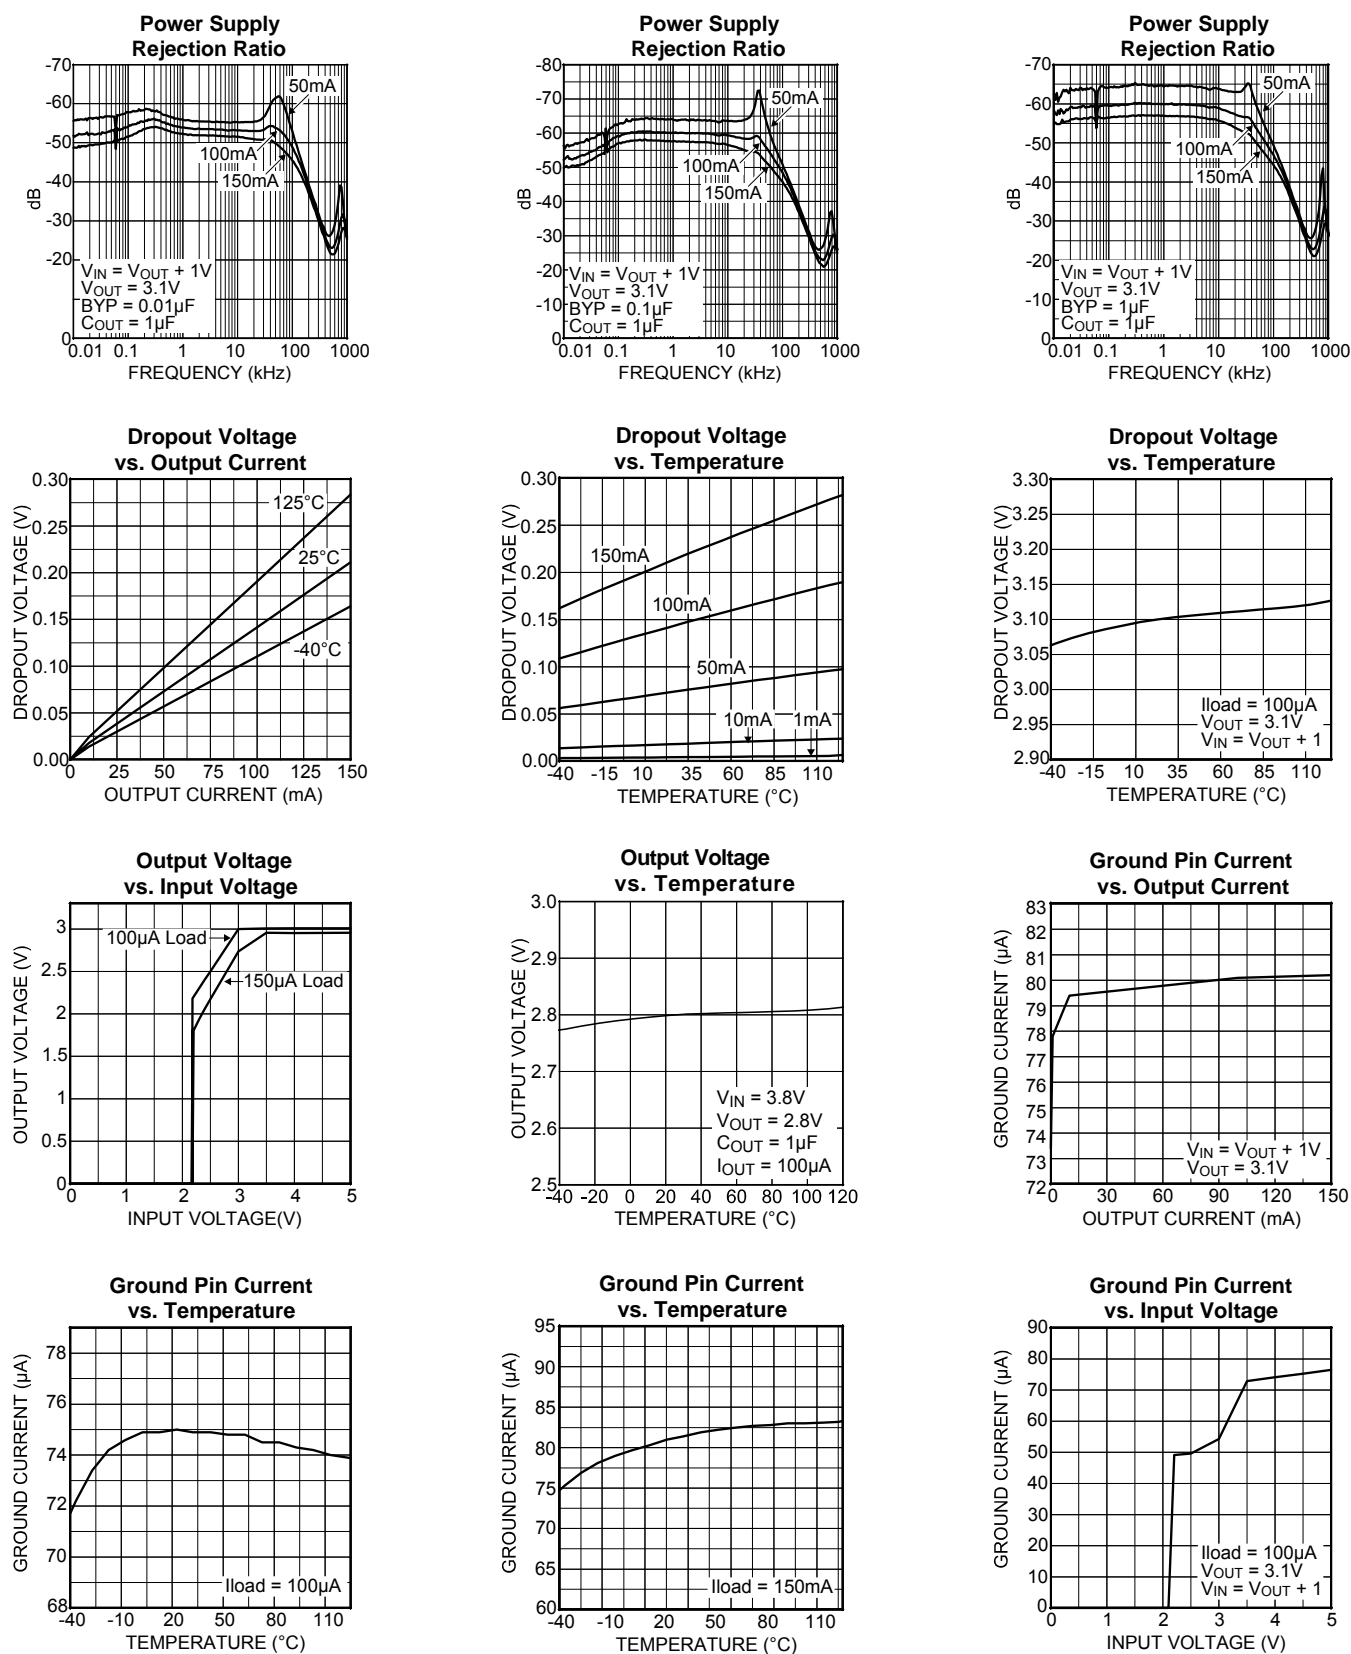 Power Supply
Rejection Ratio
-70
-60
-50
-40
-30
-20
0
dB
50mA
100mA
150mA
VIN = VOUT + 1V
VOUT = 3.1V
BYP = 0.01µF
COUT = 1µF
0.01 0.1 1 10 100 1000
FREQUENCY (kHz)
Power Supply
Rejection Ratio
-80
-70
-60
-50
-40
-30
-20
-10
0
dB
50mA
100mA
150mA
VIN = VOUT + 1V
VOUT = 3.1V
BYP = 0.1µF
COUT = 1µF
0.01 0.1 1 10 100 1000
FREQUENCY (kHz)
Power Supply
Rejection Ratio
-70
-60
-50
-40
-30
-20
-10
0
dB
50mA
100mA
150mA
VIN = VOUT + 1V
VOUT = 3.1V
BYP = 1µF
COUT = 1µF
0.01 0.1 1 10 100 1000
FREQUENCY (kHz)
Dropout Voltage
vs. Output Current
0.30
0.25
0.20
0.15
0.10
0.05
0.00
DROPOUT VOLTAGE (V)
125°C
25°C
-40°C
0 25 50 75 100 125 150
OUTPUT CURRENT (mA)
Dropout Voltage
vs. Temperature
0.30
0.25
0.20
0.15
0.10
0.05
0.00
DROPOUT VOLTAGE (V)
150mA
100mA
50mA
10mA 1mA
-40 -15 10 35 60 85 110
TEMPERATURE (°C)
Dropout Voltage
vs. Temperature
3.30
3.25
3.20
3.15
3.10
3.05
3.00
2.95
2.90
DROPOUT VOLTAGE (V)
Iload = 100µA
VOUT = 3.1V
VIN = VOUT + 1
-40 -15 10 35 60 85 110
TEMPERATURE (°C)
Output Voltage
vs. Input Voltage
3
2.5
2
1.5
1
0.5
0
OUTPUT VOLTAGE (V)
100µA Load
150µA Load
0 1 2 3 4 5
INPUT VOLTAGE(V)
Output Voltage
vs. Temperature
3.0
2.9
2.8
2.7
2.6
2.5
OUTPUT VOLTAGE (V)
VIN = 3.8V
VOUT = 2.8V
COUT = 1µF
IOUT = 100µA
-40 -20 0 20 40 60 80 100 120
TEMPERATURE (°C)
Ground Pin Current
vs. Output Current
83
82
81
80
79
78
77
76
75
74
73
72
GROUND CURRENT (µA)
VIN = VOUT + 1V
VOUT = 3.1V
0 30 60 90 120 150
OUTPUT CURRENT (mA)
Ground Pin Current
vs. Temperature
78
76
74
72
70
68
GROUND CURRENT (µA)
Iload = 100µA
-40 -10 20 50 80 110
TEMPERATURE (°C)
Ground Pin Current
vs. Temperature
95
90
85
80
75
70
65
60
GROUND CURRENT (µA)
Iload = 150mA
-40 -10 20 50 80 110
TEMPERATURE (°C)
Ground Pin Current
vs. Input Voltage
90
80
70
60
50
40
30
20
10
0
GROUND CURRENT (µA)
Iload = 100µA
VOUT = 3.1V
VIN = VOUT + 1
0 1 2 3 4 5
INPUT VOLTAGE (V)